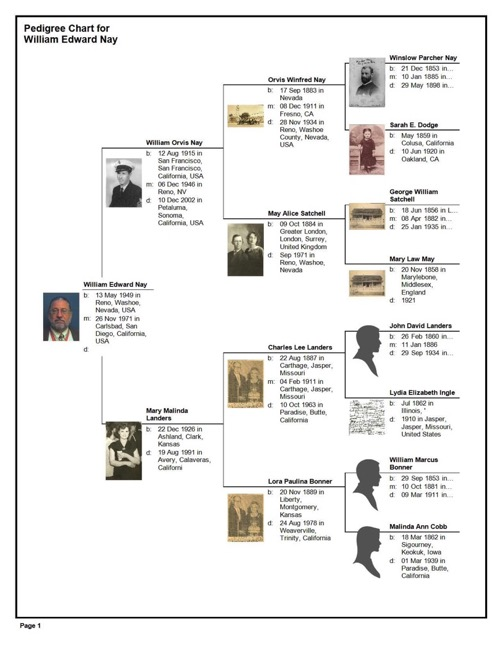 Pedigree Chart for
William Edward Nay
Winslow Parcher Nay
b: 21 Dec 1853 in...
m: 10 Jan 1885 in...
d: 29 May 1898 in...
Orvis Winfred Nay
b: 17 Sep 1883 in
Nevada
m: 08 Dec 1911 in
Fresno, CA
d: 28 Nov 1934 in
Reno, Washoe
County, Nevada,
USA
Sarah E. Dodge
b: May 1859 in
Colusa, California
d: 10 Jun 1920 in
Oakland, CA
William Orvis Nay
b: 12 Aug 1915 in
San Francisco,
San Francisco,
California, USA
m: 06 Dec 1946 in
Reno, NV
d: 10 Dec 2002 in
Petaluma,
Sonoma,
California, USA
George William
Satchell
b: 18 Jun 1856 in L...
m: 08 Apr 1882 in...
d: 25 Jan 1935 in...
May Alice Satchell
b: 09 Oct 1884 in
Greater London,
London, Surrey,
United Kingdom
d: Sep 1971 in
Reno, Washoe,
Nevada
Mary Law May
b: 20 Nov 1858 in
Marylebone,
Middlesex,
England
d: 1921
William Edward Nay
b: 13 May 1949 in
Reno, Washoe,
Nevada, USA
m: 26 Nov 1971 in
Carlsbad, San
Diego, California,
USA
d:
John David Landers
b: 26 Feb 1860 in...
m: 11 Jan 1886
d: 29 Sep 1934 in...
Charles Lee Landers
b: 22 Aug 1887 in
Carthage, Jasper,
Missouri
m: 04 Feb 1911 in
Carthage, Jasper,
Missouri
d: 10 Oct 1963 in
Paradise, Butte,
California
Lydia Elizabeth Ingle
b: Jul 1862 in
Illinois, '
d: 1910 in Jasper,
Jasper, Missouri,
United States
Mary Malinda
Landers
b: 22 Dec 1926 in
Ashland, Clark,
Kansas
d: 19 Aug 1991 in
Avery, Calaveras,
Californi
William Marcus
Bonner
b: 29 Sep 1853 in...
m: 10 Oct 1881 in...
d: 09 Mar 1911 in...
Lora Paulina Bonner
b: 20 Nov 1889 in
Liberty,
Montgomery,
Kansas
d: 24 Aug 1978 in
Weaverville,
Trinity, California
Malinda Ann Cobb
b: 18 Mar 1862 in
Sigourney,
Keokuk, Iowa
d: 01 Mar 1939 in
Paradise, Butte,
California
Page 1